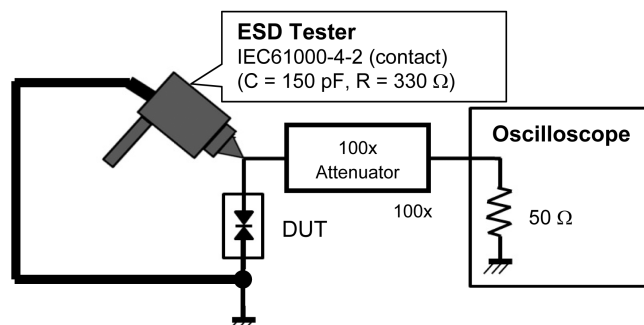 ESD Tester
IEC61000-4-2 (contact)
(C = 150 pF, R = 330 Ω)
Oscilloscope
100x
Attenuator
100x
50 Ω
DUT